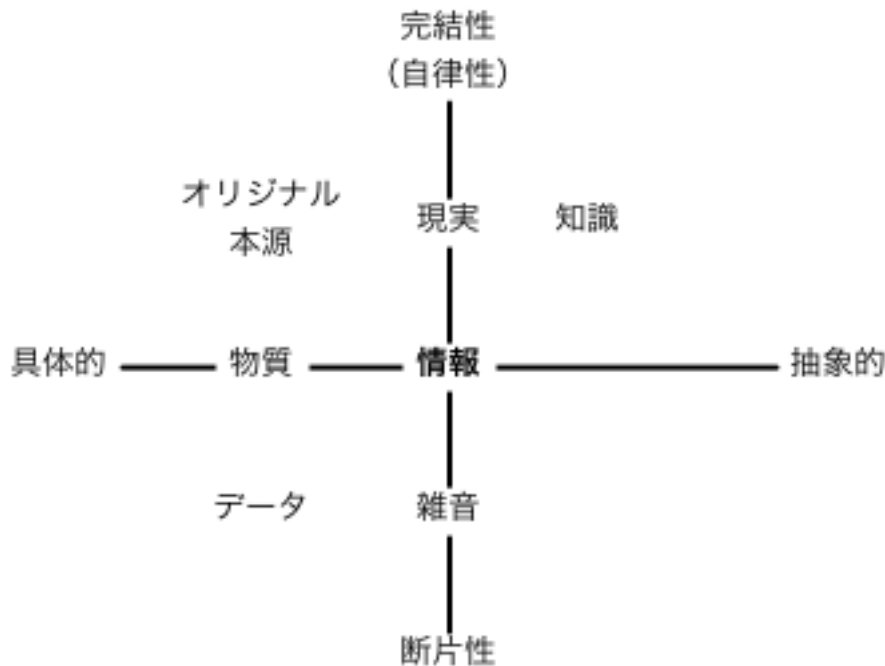 完結性
（自律性）
オリジナル
本源
現実
知識
具体的
物質
情報
抽象的
データ
雑音
断片性